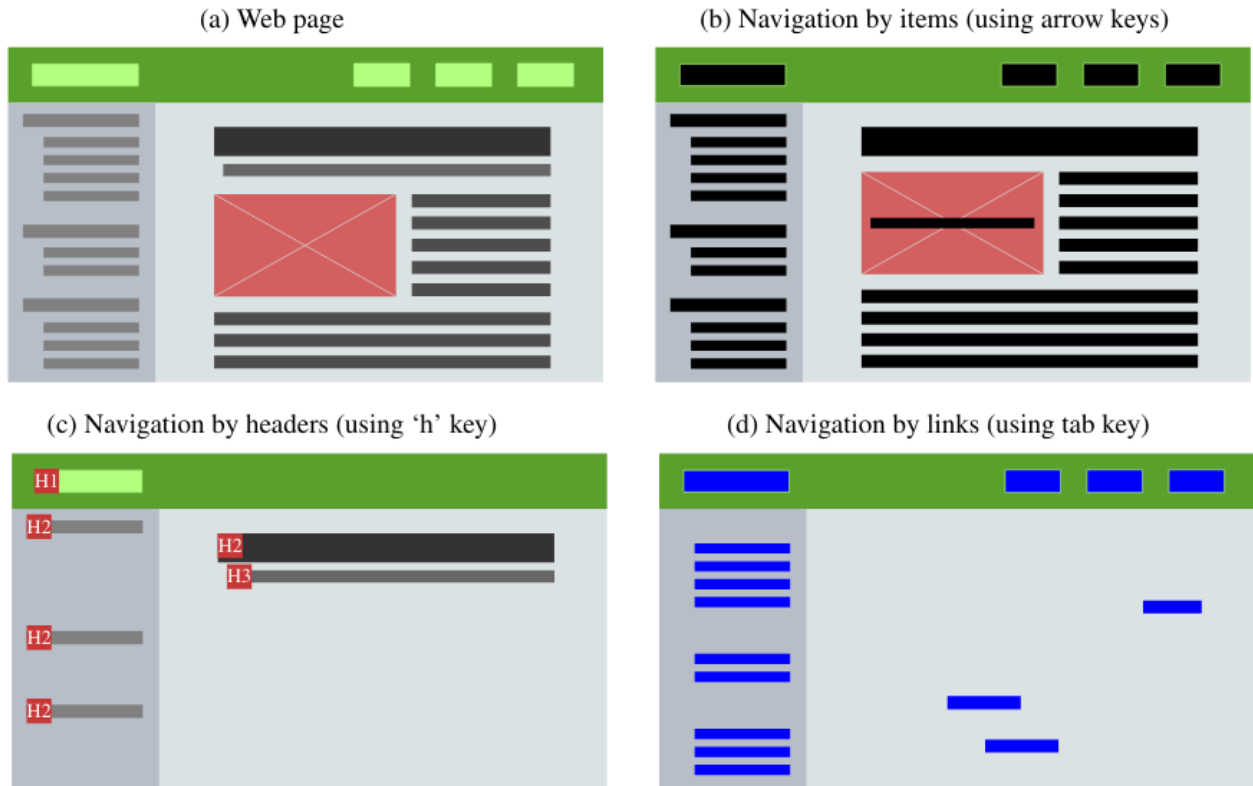 (a) Web page
(b) Navigation by items (using arrow keys)
(c) Navigation by headers (using ‘h’ key)
(d) Navigation by links (using tab key)
H1
H2
H2
H3
H2
H2